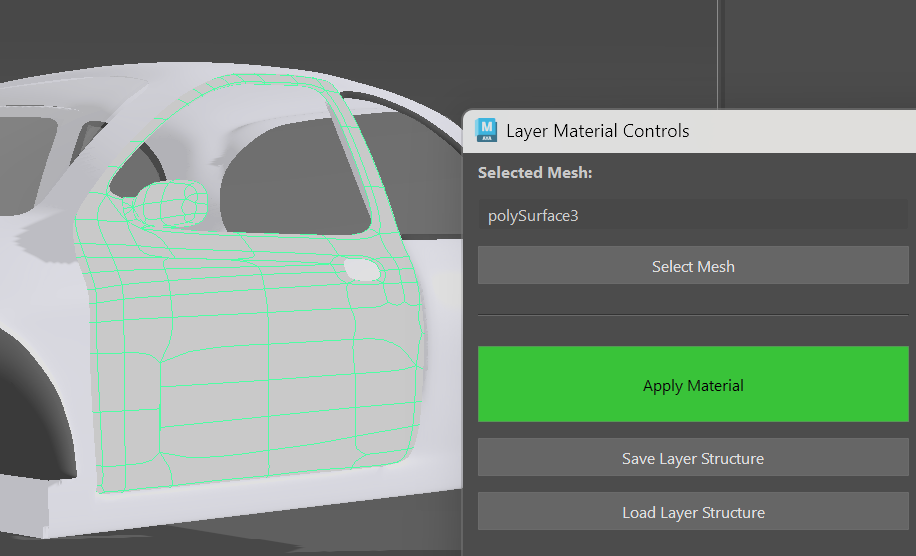 Layer Material Controls
Selected Mesh:
polySurface3
Select Mesh
Apply Material
Save Layer Structure
Load Layer Structure